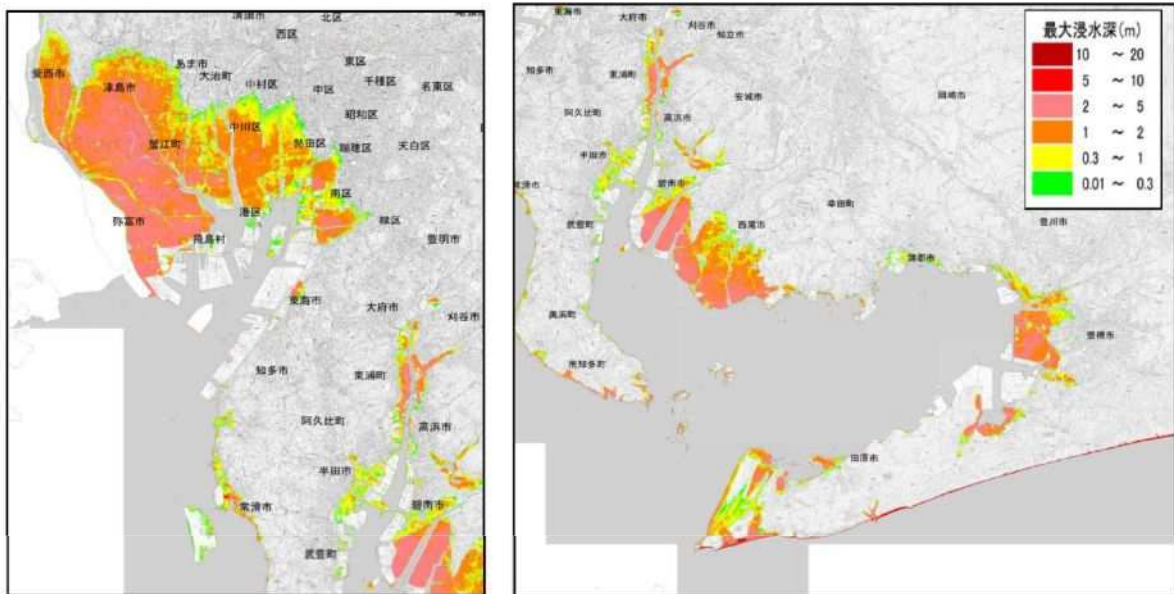 西区
北区
愛西市
あま市
大治町
津島市
中村区
東区
中区
千種区
名東区
昭和区
蟹江町
中川区
熱田区
瑞穂区
天白区
南区
弥富市
港区
緑区
飛島村
豊明市
東海市
大府市
刈谷市
知多市
東浦町
阿久比町
高浜市
半田市
常滑市
碧南市
武豊町
東海市
大府市
刈谷市
知立市
知多市
東浦町
安城市
岡崎市
阿久比町
高浜市
半田市
常滑市
碧南市
武豊町
西尾市
幸田町
豊川市
蒲郡市
美浜町
豊橋市
南知多町
田原市
最大浸水深(m)
10 ～ 20
5 ～ 10
2 ～ 5
1 ～ 2
0.3 ～ 1
0.01 ～ 0.3